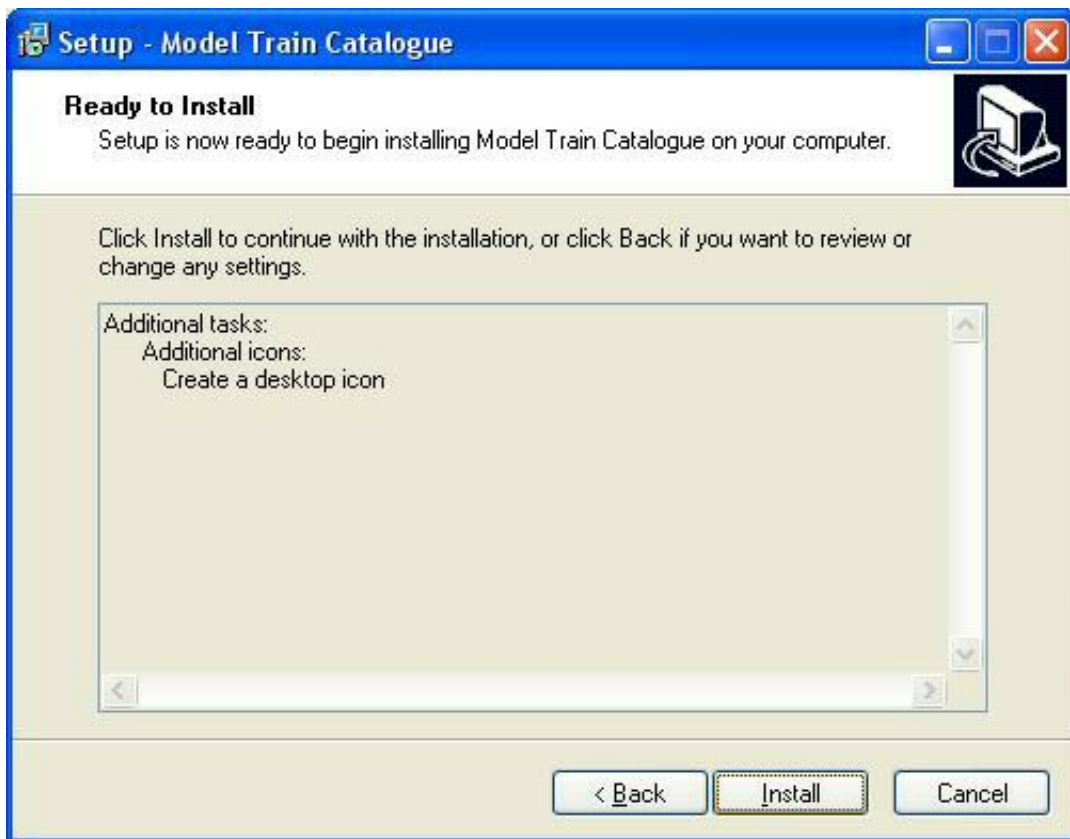 Setup - Model Train Catalogue
Ready to Install
Setup is now ready to begin installing Model Train Catalogue on your computer.
Click Install to continue with the installation, or click Back if you want to review or
change any settings.
Additional tasks:
Additional icons:
Create a desktop icon
< Back
Install
Cancel